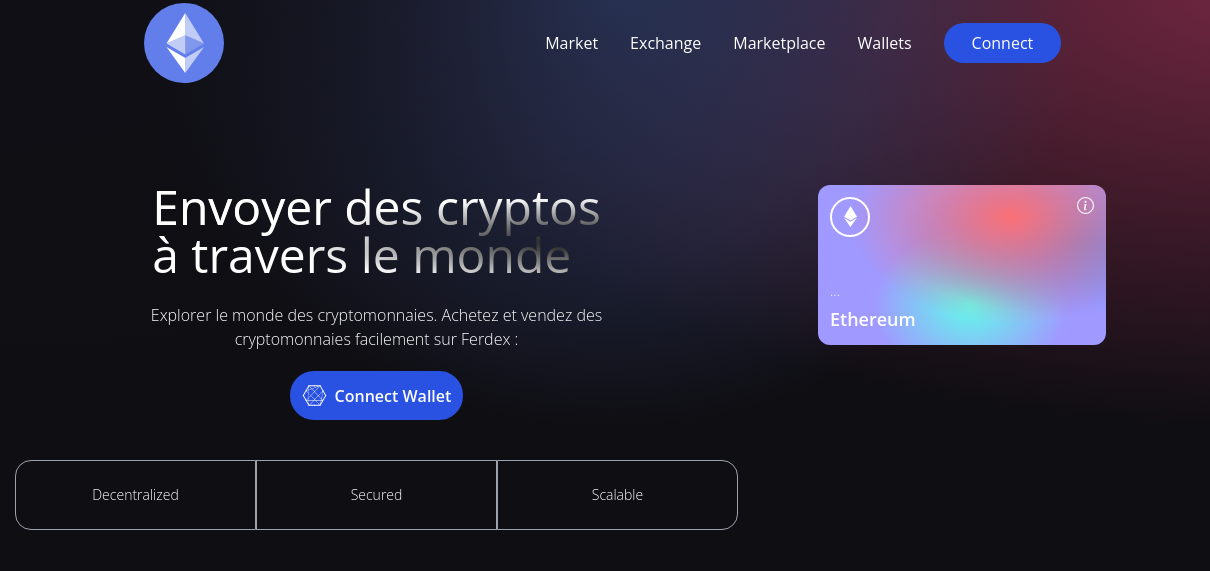 Market Exchange Marketplace Wallets Connect
Envoyer des cryptos
à travers le monde
Explorer le monde des cryptomonnaies. Achetez et vendez des
cryptomonnaies facilement sur Ferdex :
Connect Wallet
...
Ethereum
Decentralized Secured Scalable